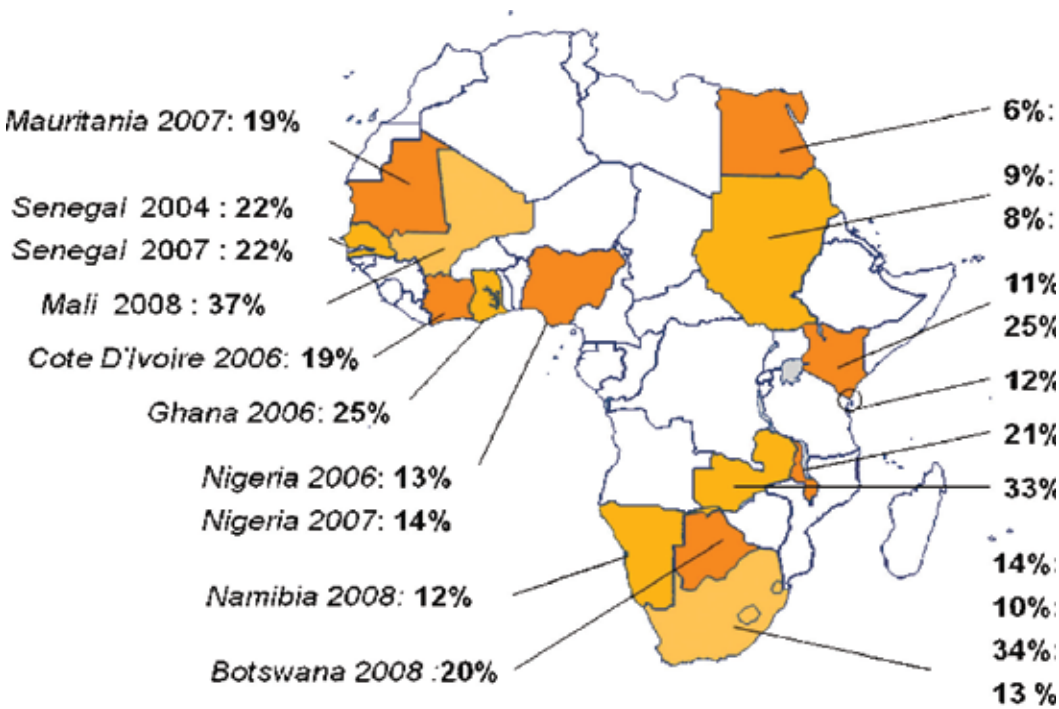 Mauritania 2007: 19%
Senegal 2004 : 22%
Senegal 2007 : 22%
Mali 2008 : 37%
Cote D'ivoire 2006: 19%
Ghana 2006: 25%
Nigeria 2006: 13%
Nigeria 2007: 14%
Namibia 2008: 12%
Botswana 2008 :20%
6%:
9%:
8%:
11%
25%
12%
21%
33%
14%:
10%:
34%:
13 %